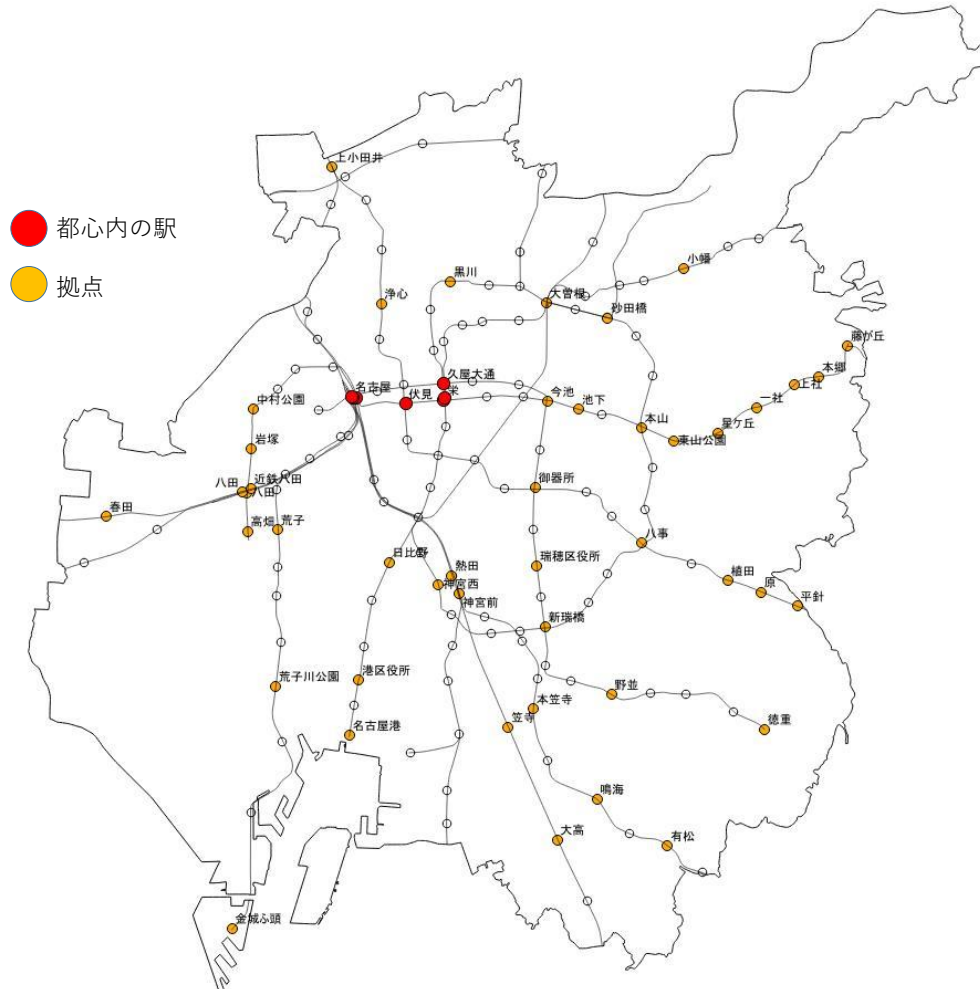 上小田井
都心内の駅
小幡
黒川
拠点
浄心
大曽根
砂田橋
藤が丘
久屋大通
本郷
上社
名古屋
伏見
栄
今池
池下
一社
中村公園
本山
星ケ丘
東山公園
岩塚
近鉄八田
八田
八田
御器所
春田
高畑
荒子
八事
日比野
熱田
瑞穂区役所
植田
神宮西
原
神宮前
平針
新瑞橋
荒子川公園
港区役所
野並
本笠寺
名古屋港
笠寺
徳重
鳴海
大高
有松
金城ふ頭